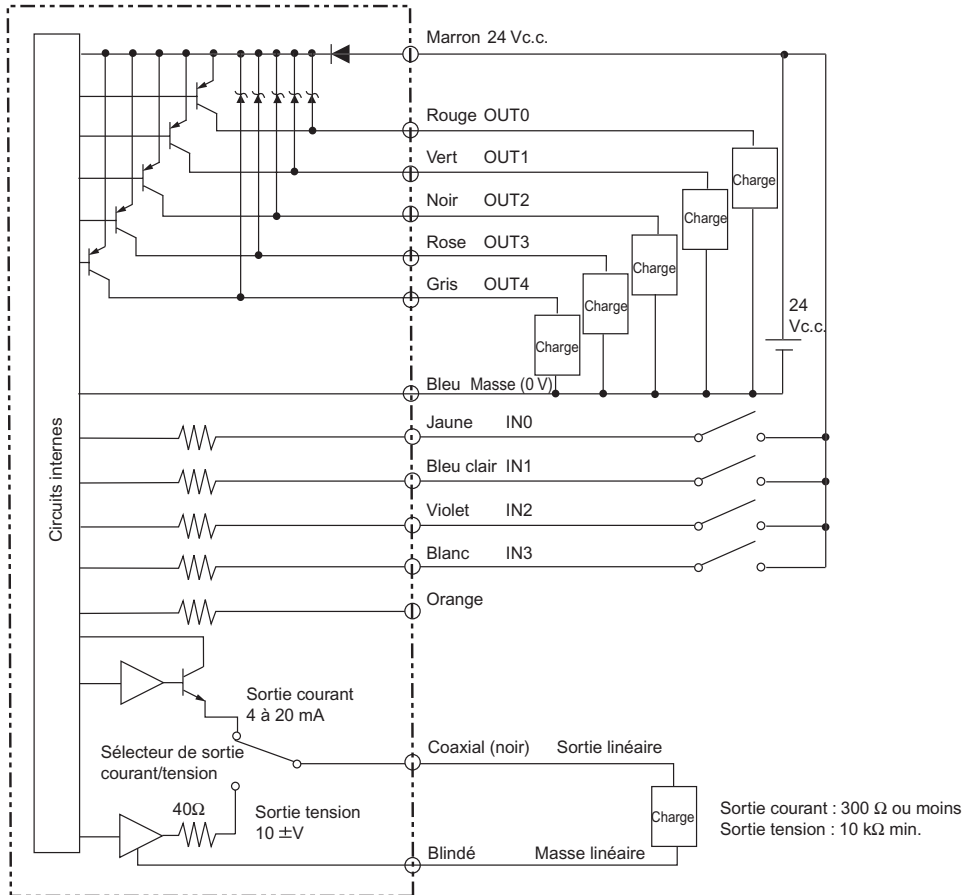 Marron 24 Vc.c.
Rouge OUT0
Vert OUT1
Charge
Noir OUT2
Charge
Rose OUT3
Charge
Gris OUT4
Charge
24
Vc.c.
Charge
Bleu Masse (0 V)
Jaune IN0
Bleu clair IN1
Circuits internes
Violet IN2
Blanc IN3
Orange
Sortie courant
4 à 20 mA
Sélecteur de sortie
courant/tension
Coaxial (noir) Sortie linéaire
40Ω
Sortie tension
10 ±V
Charge
Sortie courant : 300 Ω ou moins
Sortie tension : 10 kΩ min.
Blindé Masse linéaire